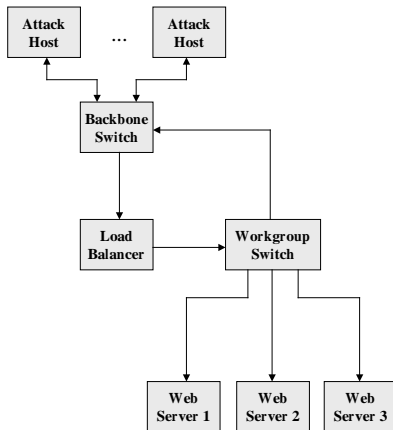 Attack
Host
...
Attack
Host
Backbone
Switch
Load
Balancer
Workgroup
Switch
Web
Server 1
Web
Server 2
Web
Server 3